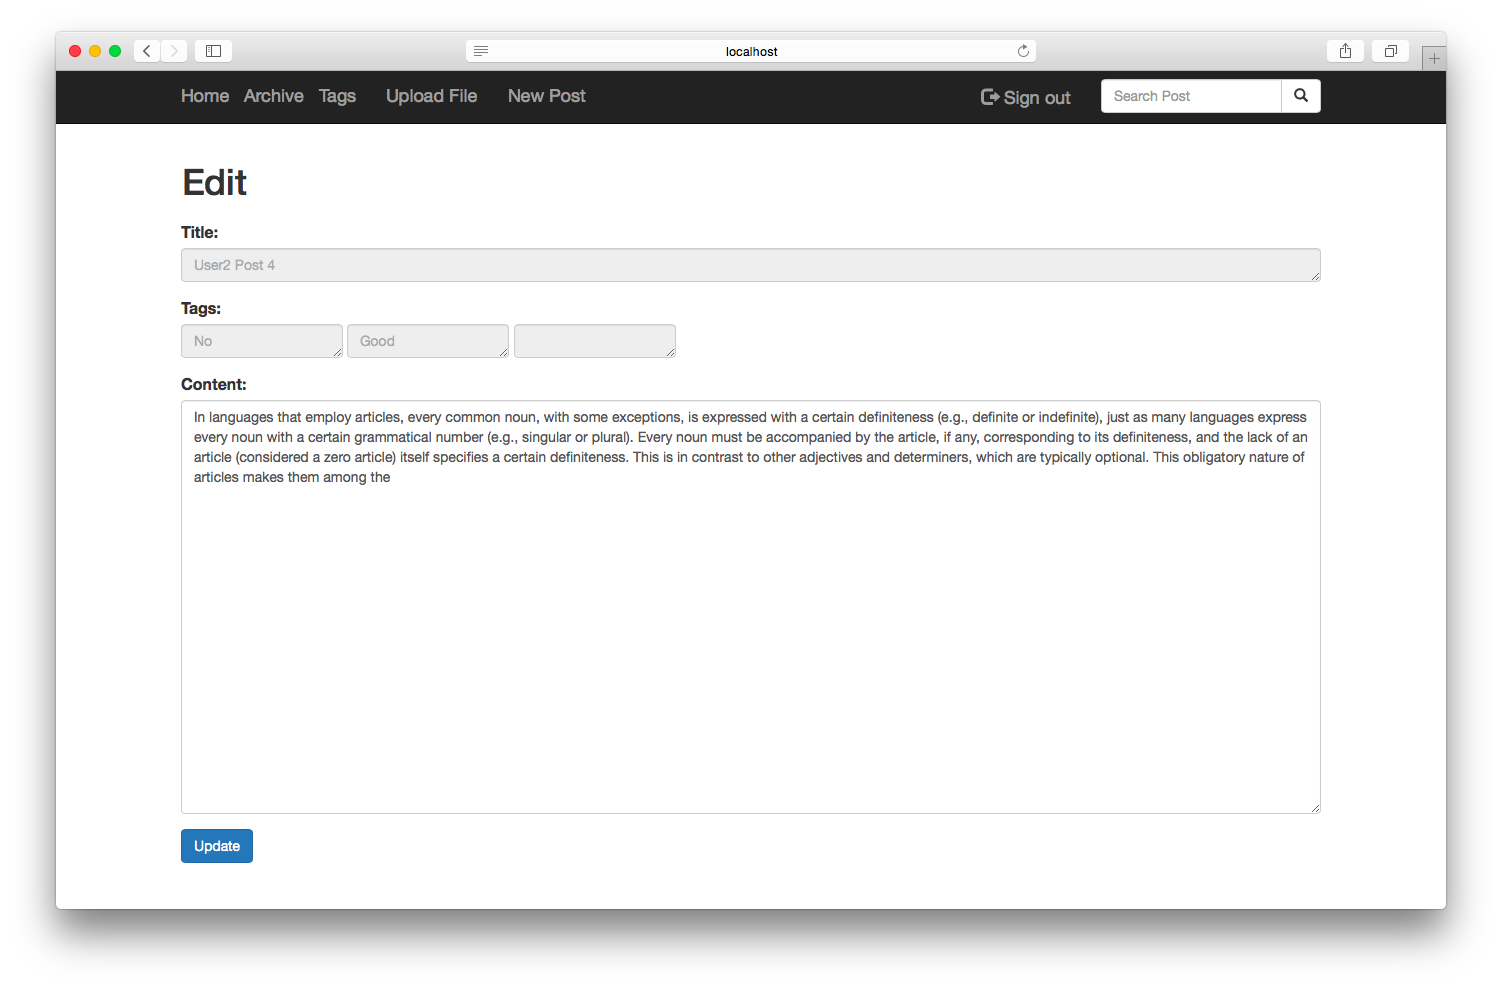 localhost
Home Archive Tags Upload File New Post Sign out Search Post
Edit
Title:
User2 Post 4
Tags:
No Good
Content:
In languages that employ articles, every common noun, with some exceptions, is expressed with a certain definiteness (e.g., definite or indefinite), just as many languages express
every noun with a certain grammatical number (e.g., singular or plural). Every noun must be accompanied by the article, if any, corresponding to its definiteness, and the lack of an
article (considered a zero article) itself specifies a certain definiteness. This is in contrast to other adjectives and determiners, which are typically optional. This obligatory nature of
articles makes them among the
Update